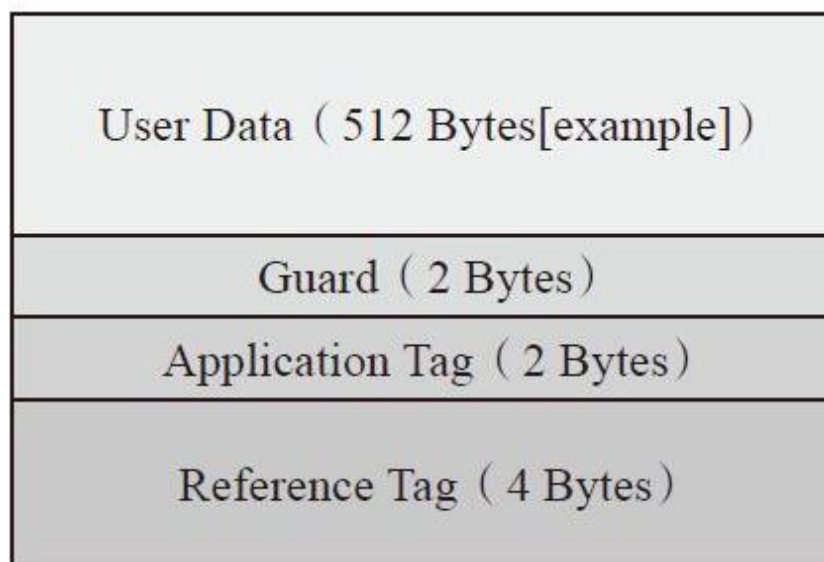 User Data（512 Bytes[example]）
Guard（2 Bytes）
Application Tag（2 Bytes）
Reference Tag（4 Bytes）